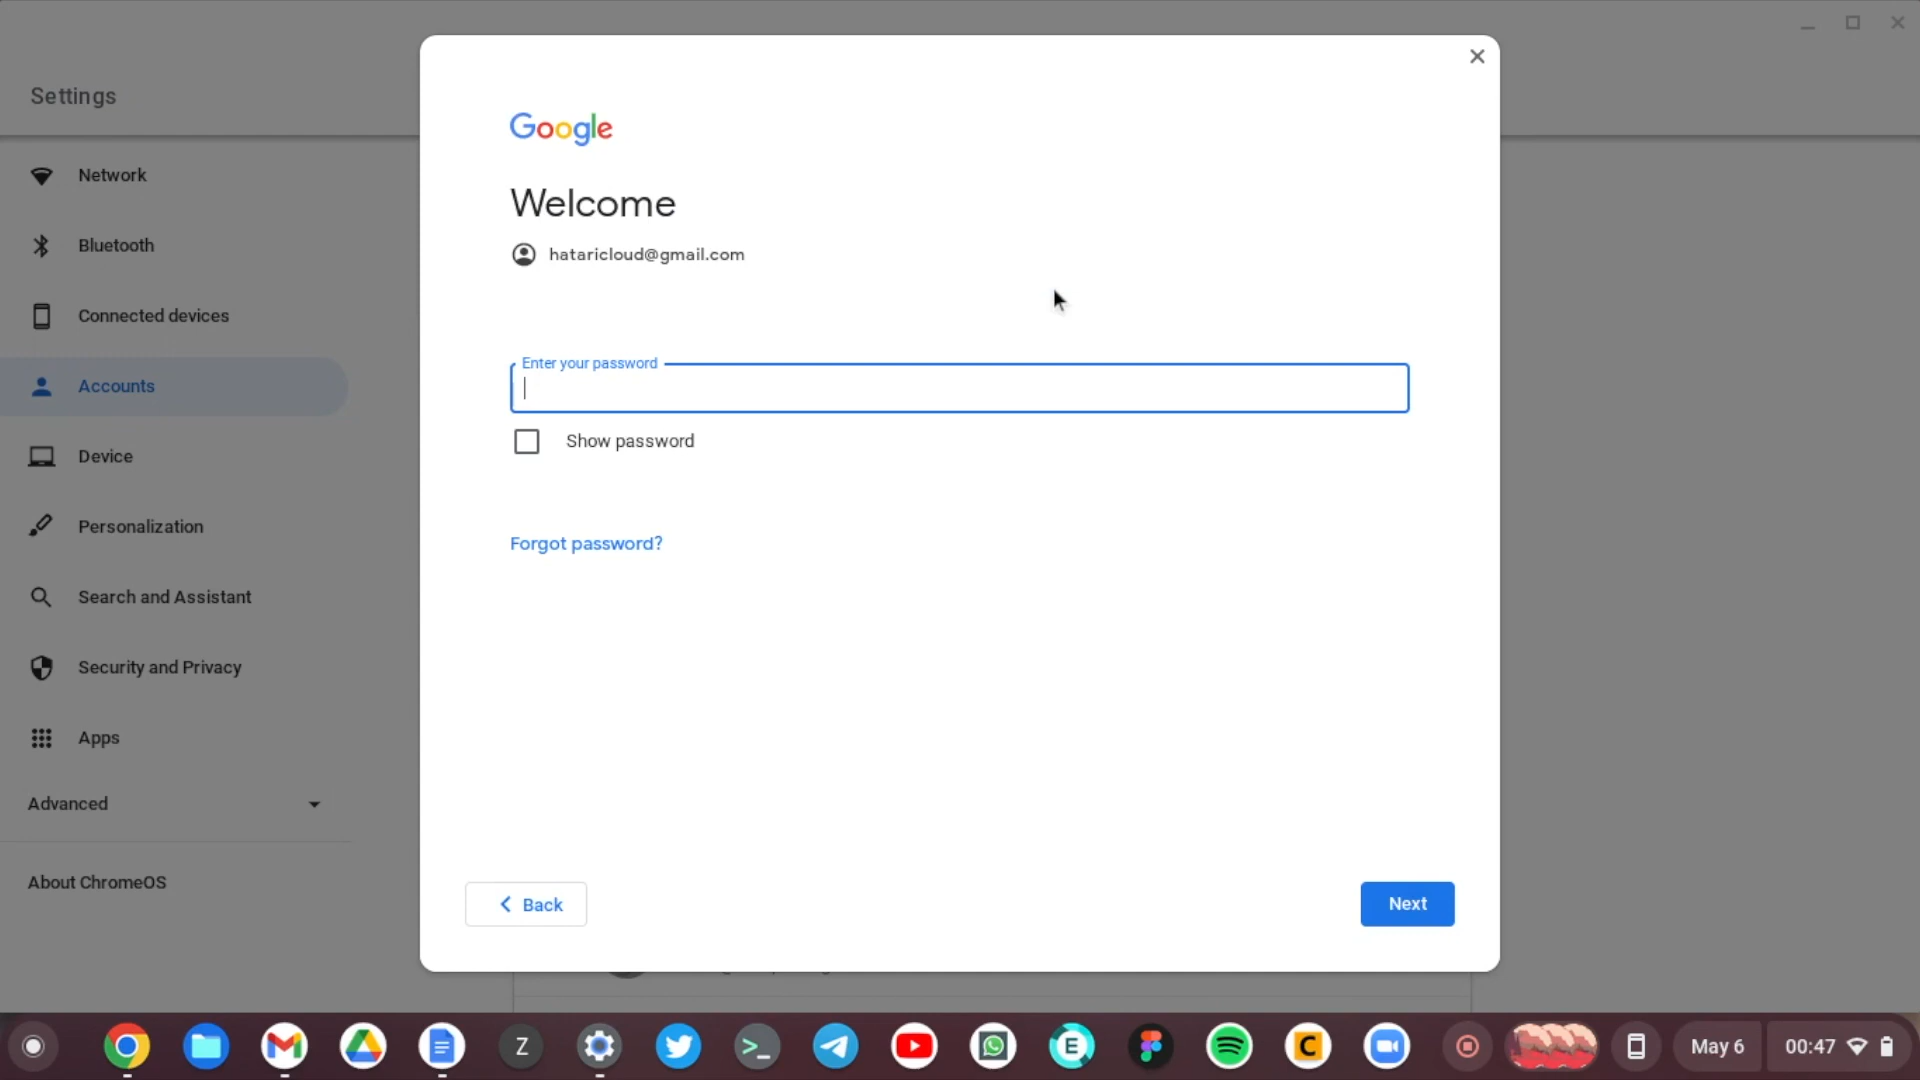 Settings
Network
Bluetooth
Connected devices
Accounts
Device
Personalization
Search and Assistant
Security and Privacy
Apps
Advanced
About ChromeOS
Google
Welcome
hataricloud@gmail.com
Enter your password
Show password
Forgot password?
Back
Next
Z
>_
E
C
May 6
00:47